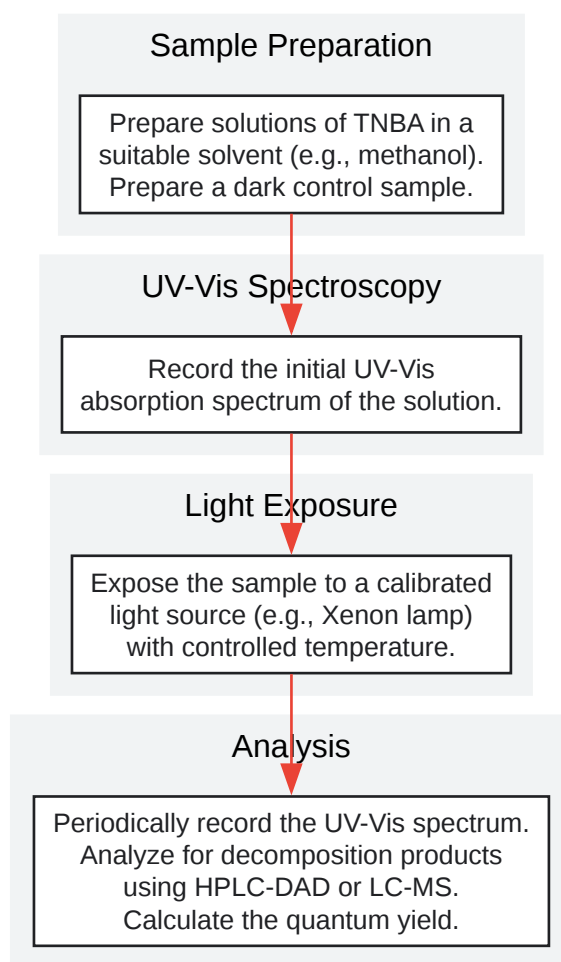 Sample Preparation
Prepare solutions of TNBA in a
suitable solvent (e.g., methanol).
Prepare a dark control sample.
UV-Vis Spectroscopy
Record the initial UV-Vis
absorption spectrum of the solution.
Light Exposure
Expose the sample to a calibrated
light source (e.g., Xenon lamp)
with controlled temperature.
Analysis
Periodically record the UV-Vis spectrum.
Analyze for decomposition products
using HPLC-DAD or LC-MS.
Calculate the quantum yield.